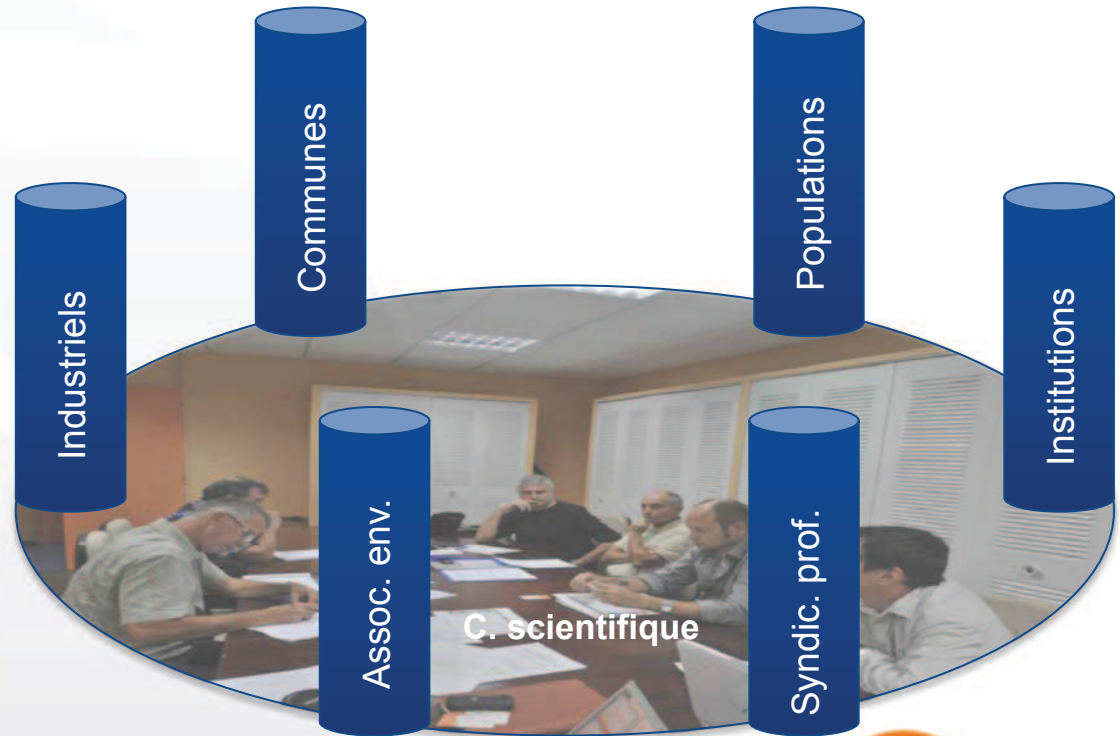 Communes
Populations
Industriels
Institutions
Assoc. env.
Syndic. prof.
C. scientifique